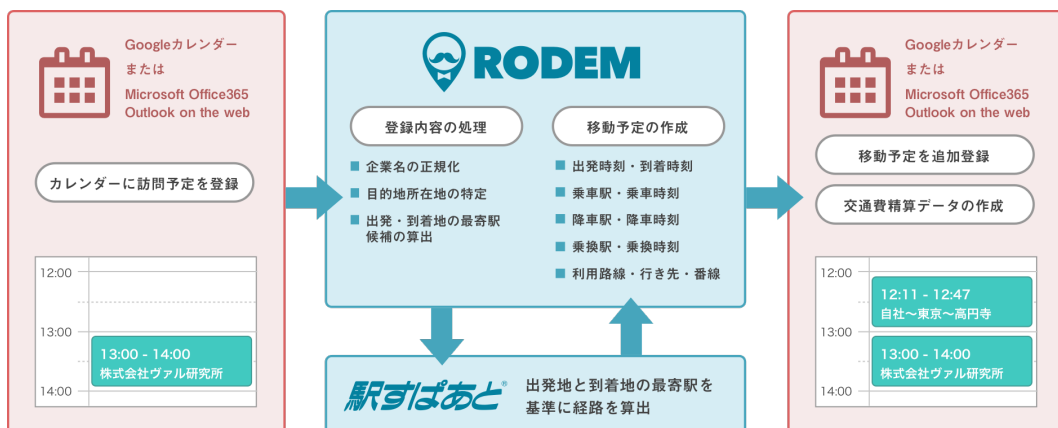 Googleカレンダー
または
Microsoft Office365
Outlook on the web
カレンダーに訪問予定を登録
12:00
13:00
13:00 - 14:00
株式会社ヴァル研究所
14:00
RODEM
登録内容の処理
企業名の正規化
目的地所在地の特定
出発・到着地の最寄駅
候補の算出
移動予定の作成
出発時刻・到着時刻
乗車駅・乗車時刻
降車駅・降車時刻
乗換駅・乗換時刻
利用路線・行き先・番線
駅すぱあと®
出発地と到着地の最寄駅を
基準に経路を算出
Googleカレンダー
または
Microsoft Office365
Outlook on the web
移動予定を追加登録
交通費精算データの作成
12:00
12:11 - 12:47
自社〜東京〜高円寺
13:00
13:00 - 14:00
株式会社ヴァル研究所
14:00